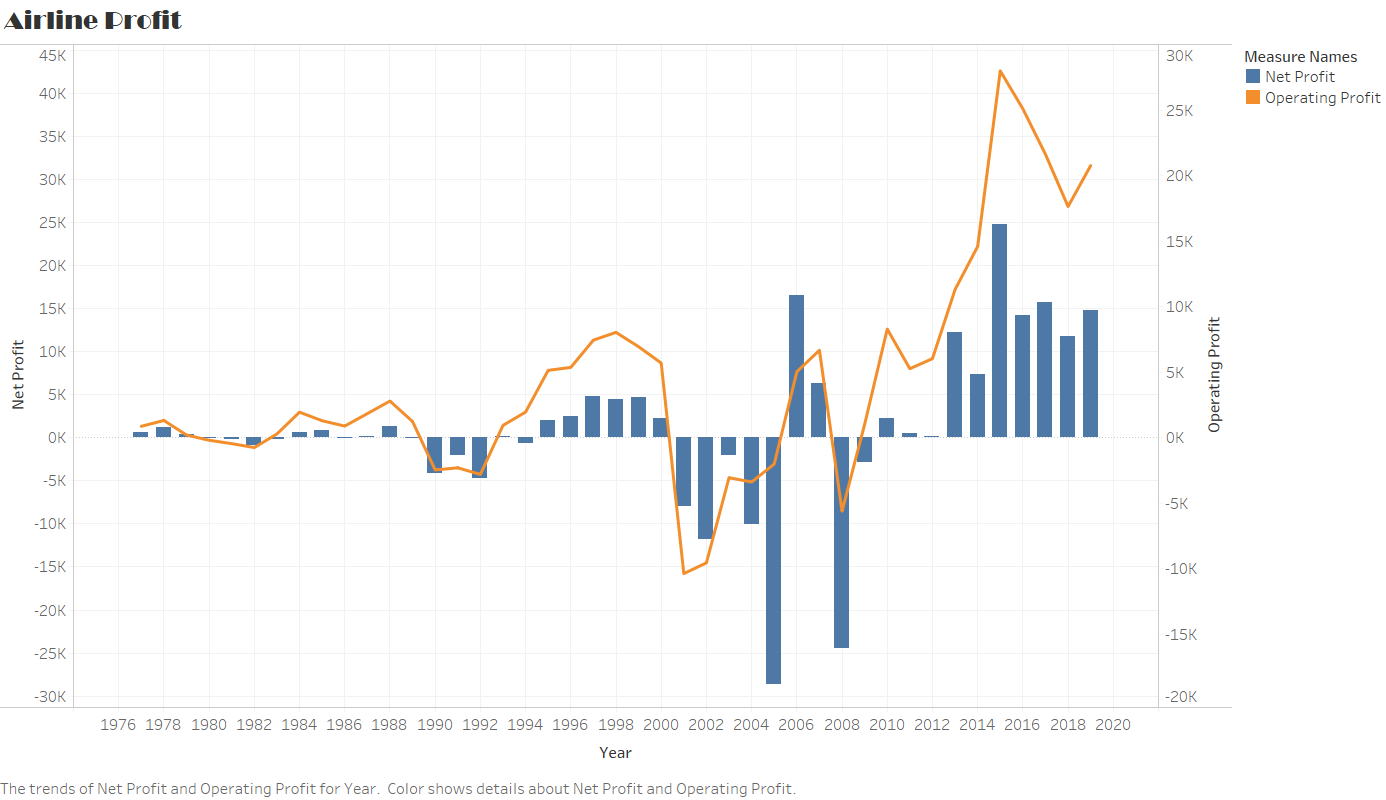 Airline Profit
45K
40K
35K
30K
25K
20K
15K
10K
5K
0K
-5K
-10K
-15K
-20K
-25K
-30K
Net Profit
30K
25K
20K
15K
10K
5K
0K
-5K
-10K
-15K
-20K
Operating Profit
Measure Names
Net Profit
Operating Profit
1976 1978 1980 1982 1984 1986 1988 1990 1992 1994 1996 1998 2000 2002 2004 2006 2008 2010 2012 2014 2016 2018 2020
Year
The trends of Net Profit and Operating Profit for Year. Color shows details about Net Profit and Operating Profit.